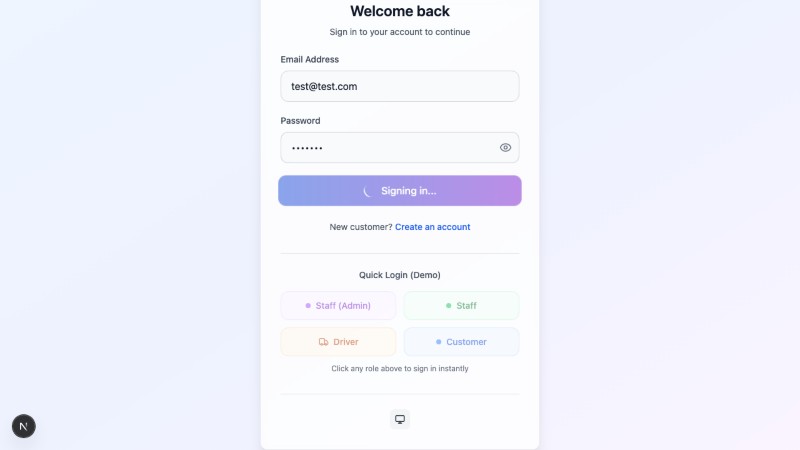 Welcome back
Sign in to your account to continue
Email Address
test@test.com
Password
•••••••
Signing in...
New customer? Create an account
Quick Login (Demo)
Staff (Admin)
Staff
Driver
Customer
Click any role above to sign in instantly
N